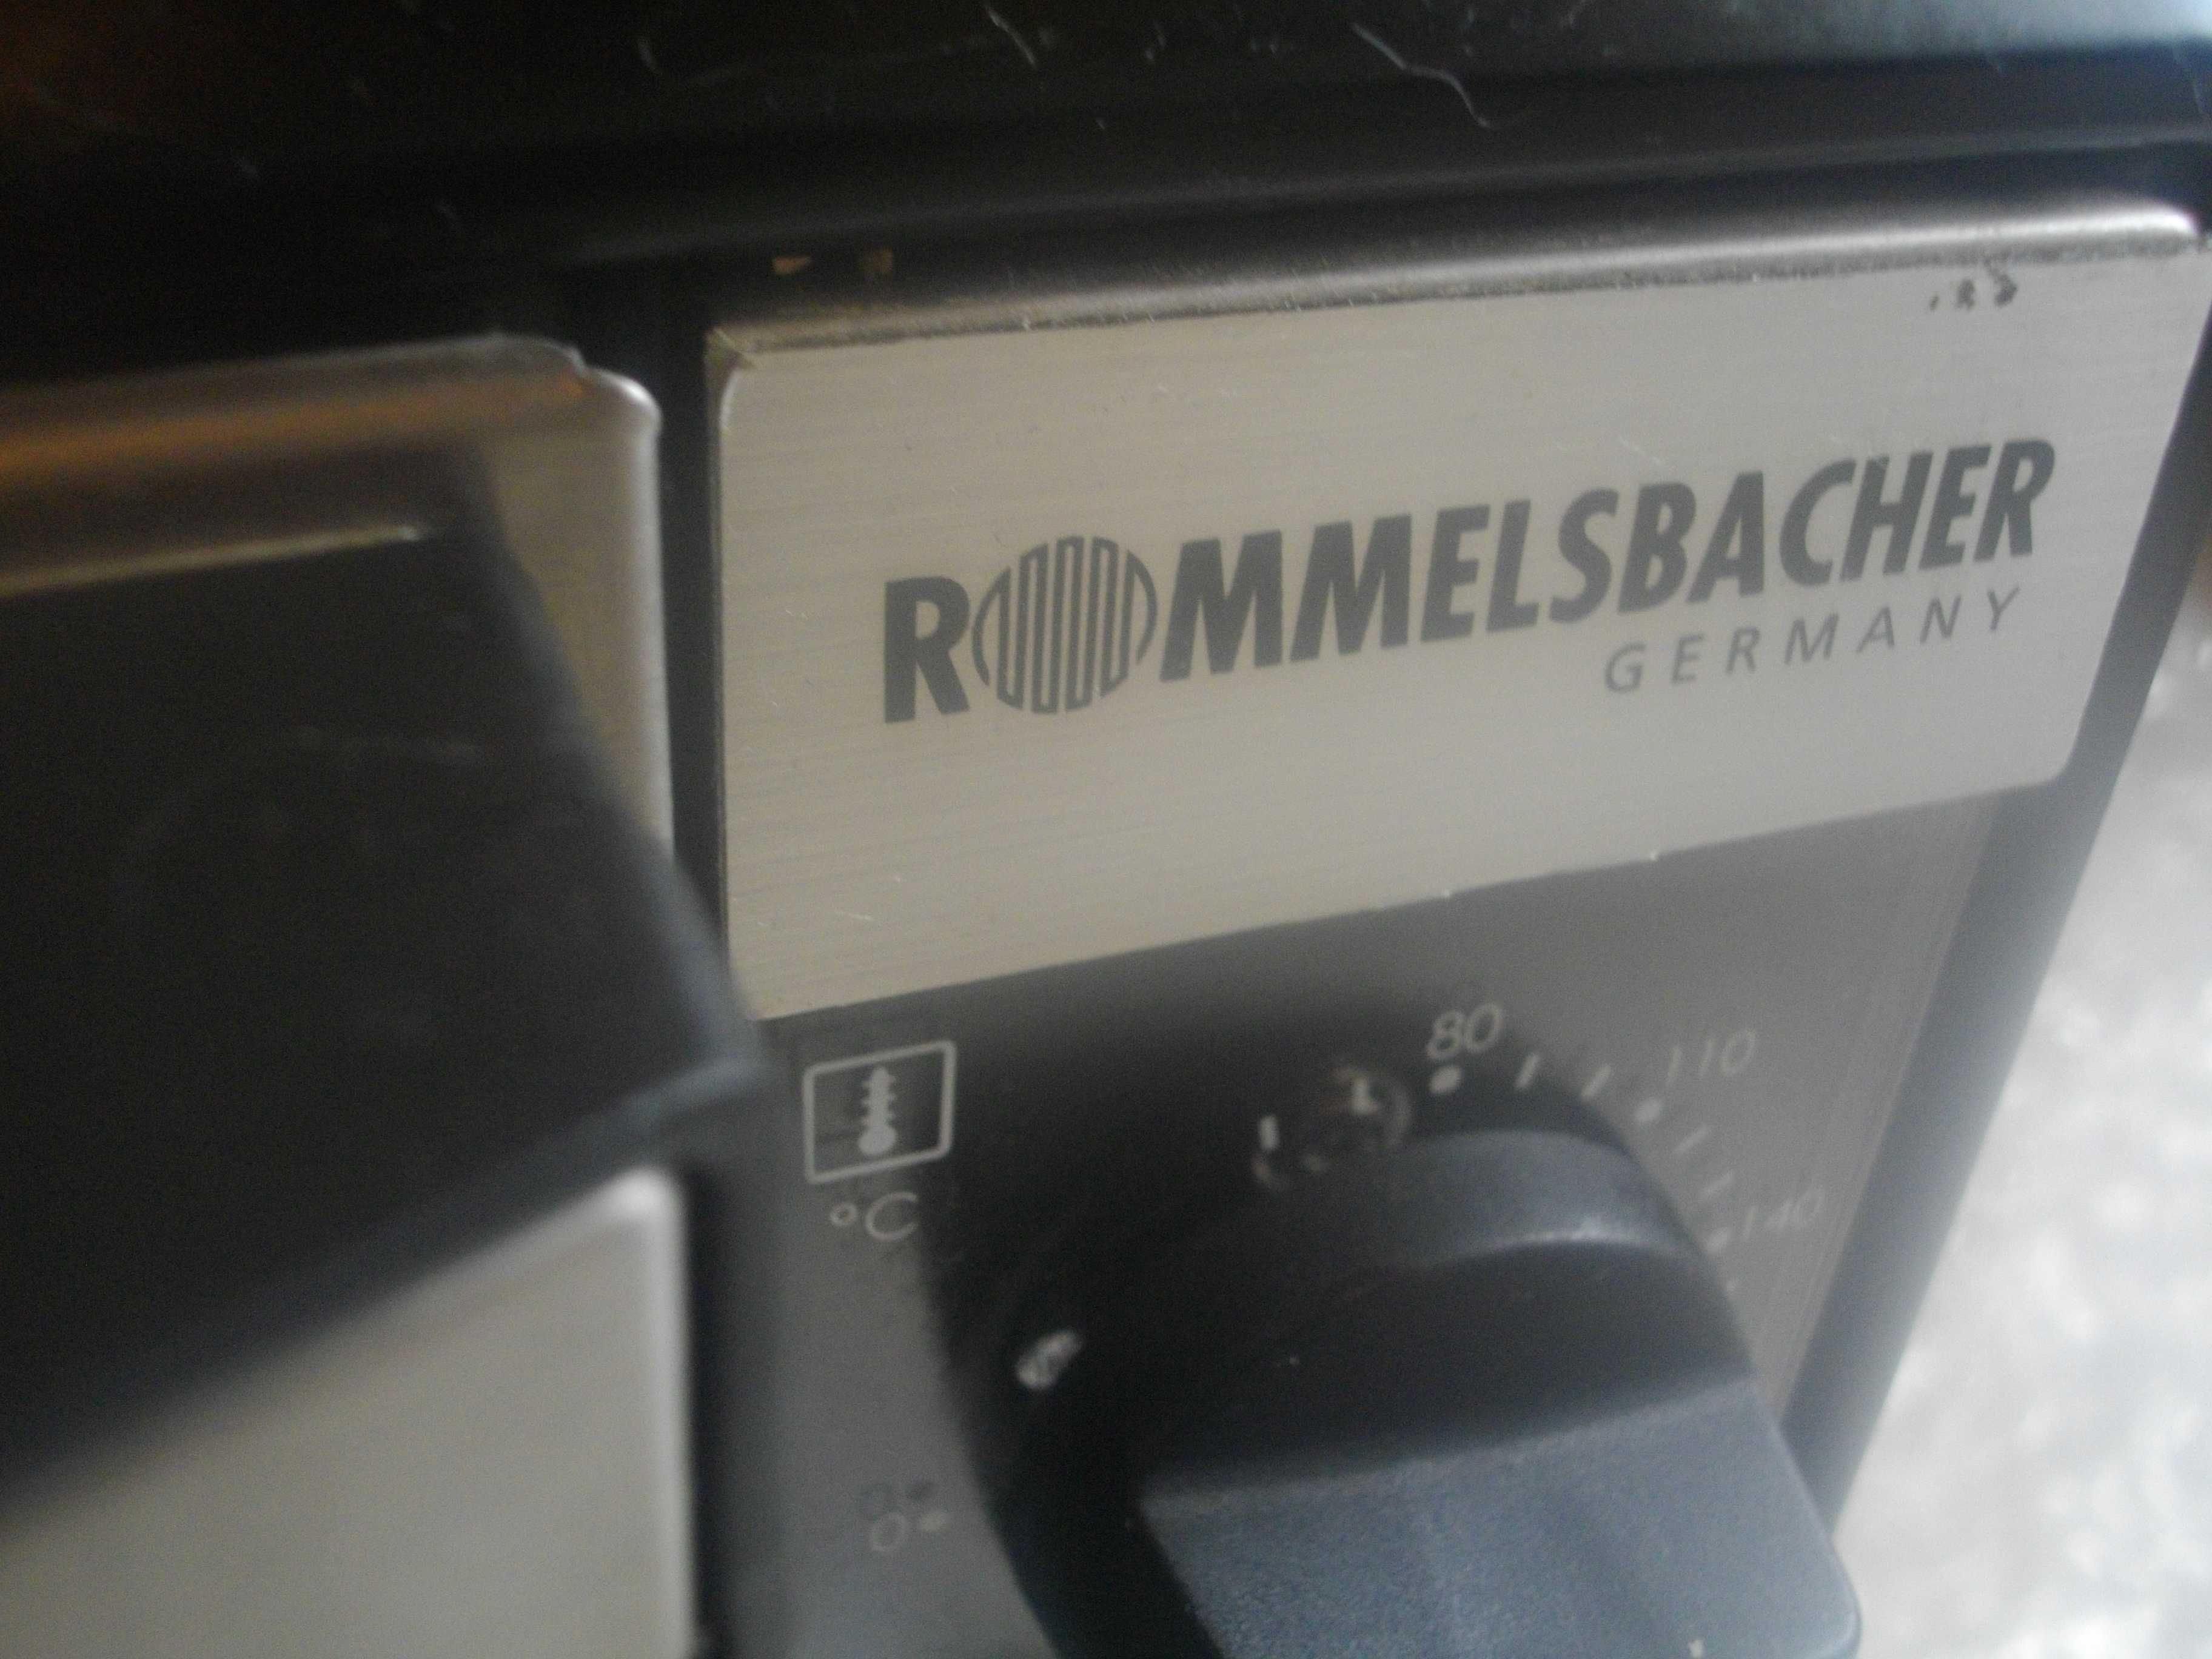 ROMMELSBACHER
GERMANY
80
110
140
°C